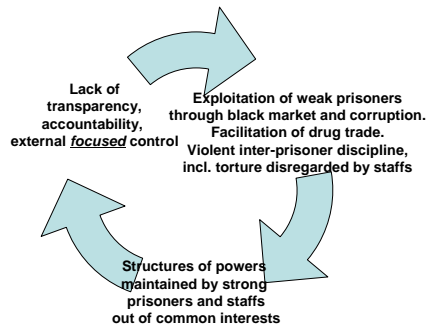 Lack of
transparency,
accountability,
external focused control
Exploitation of weak prisoners
through black market and corruption.
Facilitation of drug trade.
Violent inter-prisoner discipline,
incl. torture disregarded by staffs
Structures of powers
maintained by strong
prisoners and staffs
out of common interests